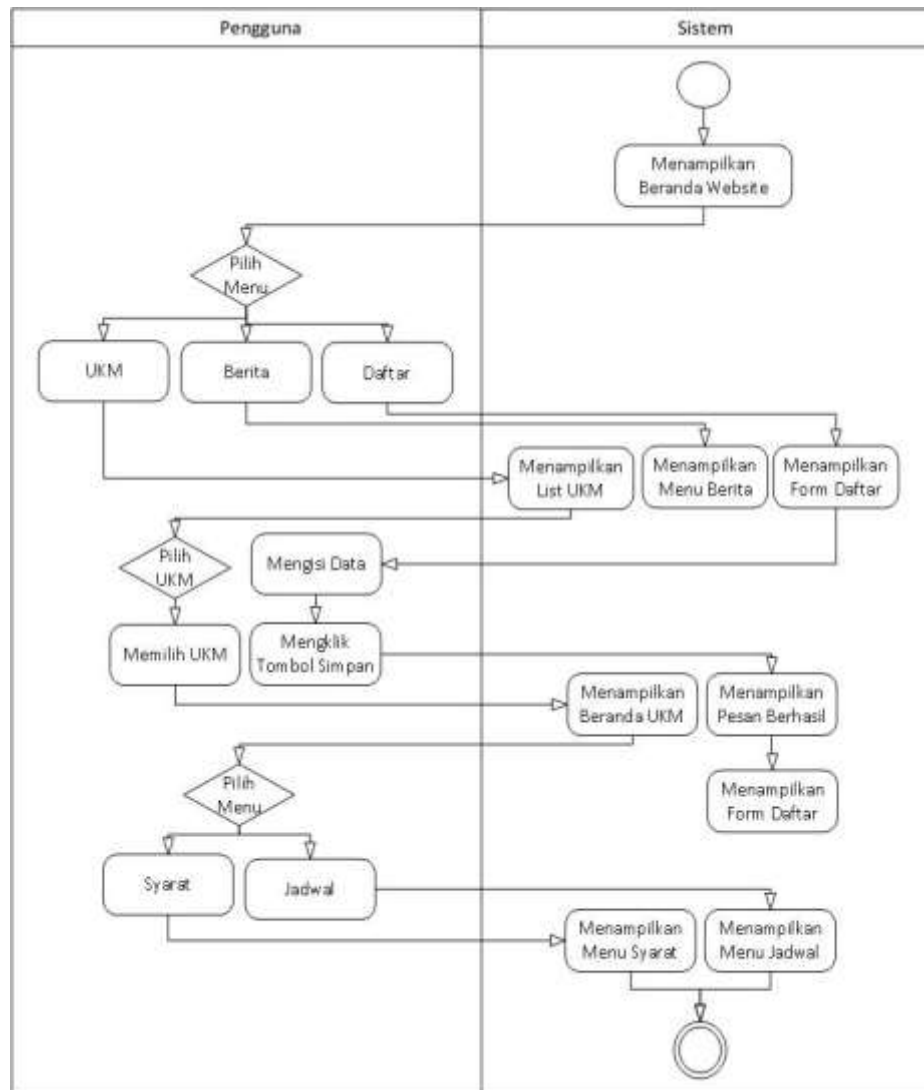 Pengguna
Sistem
Menampilkan
Beranda Website
Pilih
Menu
UKM
Berita
Daftar
Menampilkan
List UKM
Menampilkan
Menu Berita
Menampilkan
Form Daftar
Pilih
UKM
Mengisi Data
Memilih UKM
Mengklik
Tombol Simpan
Menampilkan
Beranda UKM
Menampilkan
Pesan Berhasil
Pilih
Menu
Menampilkan
Form Daftar
Syarat
Jadwal
Menampilkan
Menu Syarat
Menampilkan
Menu Jadwal